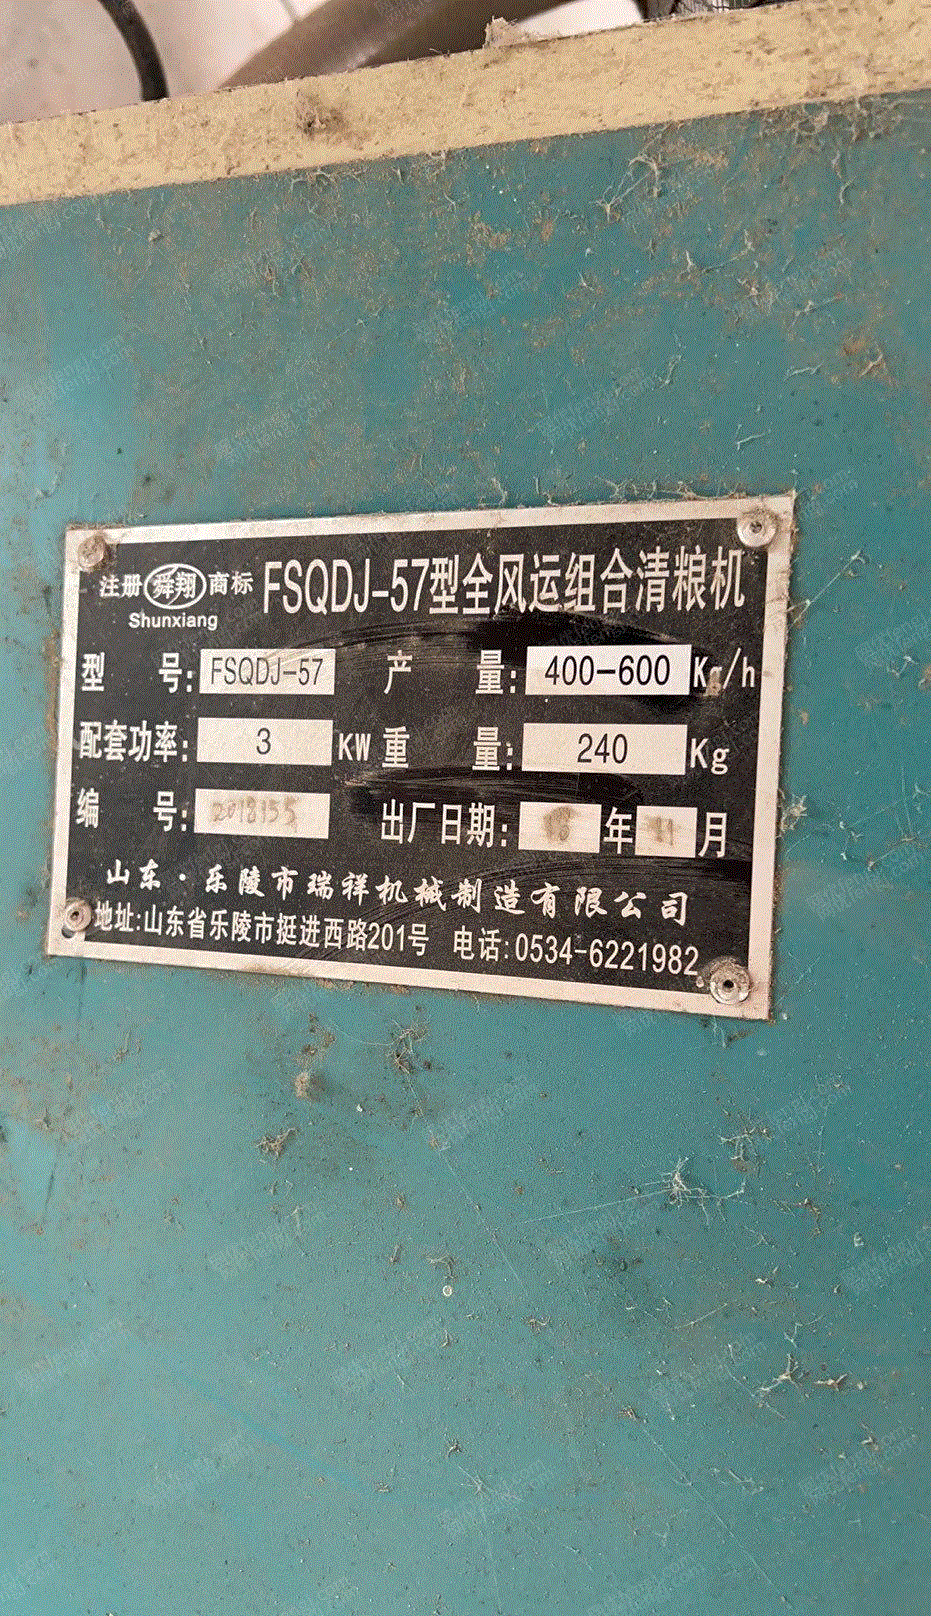 注册 舜翔 商标 FSQDJ-57型全风运组合清粮机
Shunxiang
型 号: FSQDJ-57 产 量: 400-600 Kg/h
配套功率: 3 KW 重 量: 240 Kg
编 号: 2018155 出厂日期: 年 11 月
山东·乐陵市瑞祥机械制造有限公司
地址:山东省乐陵市挺进西路201号 电话:0534-6221982